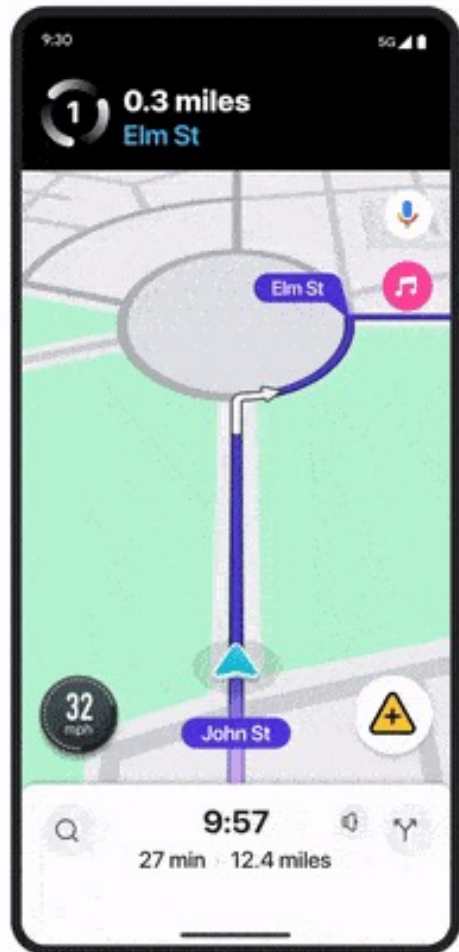 9:30
5G
1
0.3 miles
Elm St
Elm St
32
mph
John St
9:57
27 min · 12.4 miles